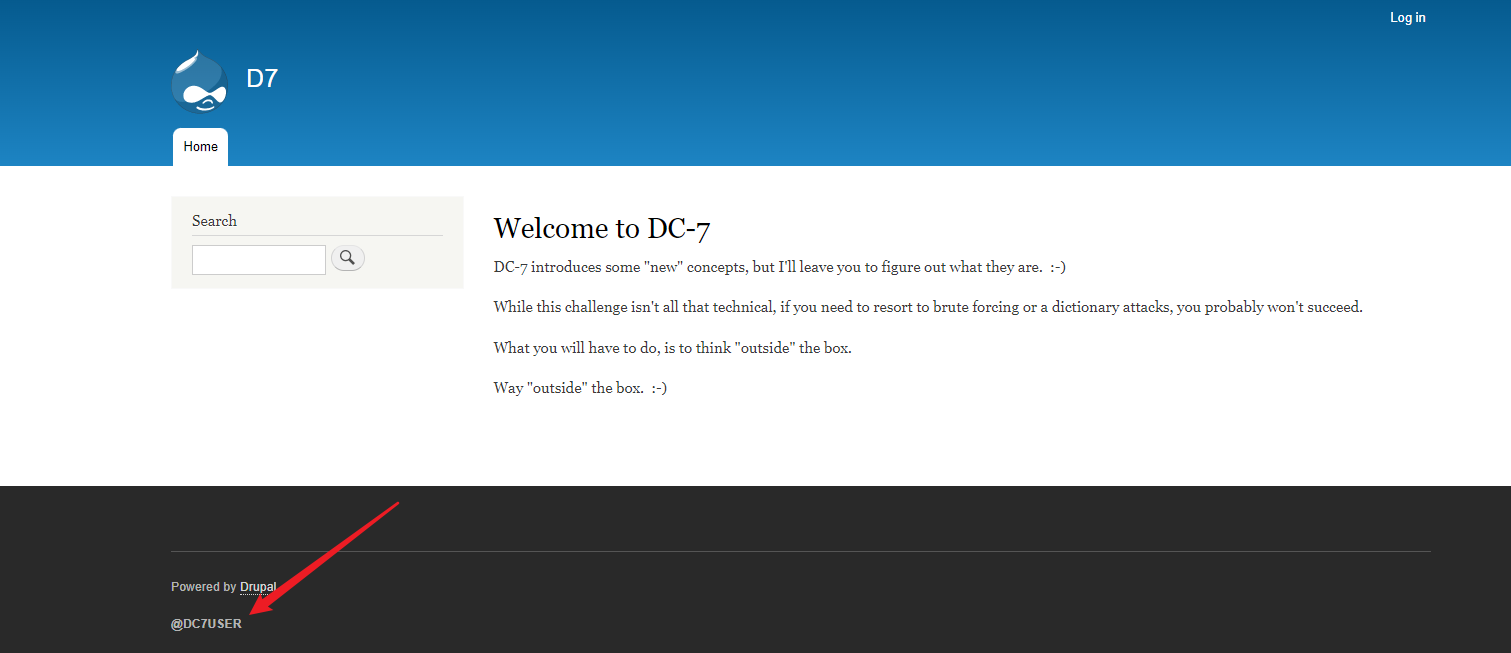 Log in
D7
Home
Search
Welcome to DC-7
DC-7 introduces some "new" concepts, but I'll leave you to figure out what they are.  :-)
While this challenge isn't all that technical, if you need to resort to brute forcing or a dictionary attacks, you probably won't succeed.
What you will have to do, is to think "outside" the box.
Way "outside" the box.  :-)
Powered by Drupal
@DC7USER